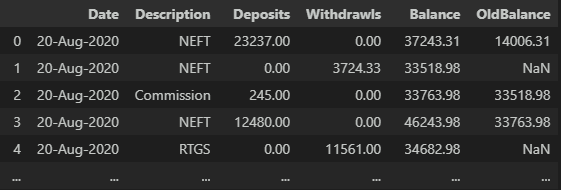 Date Description Deposits Withdrawls Balance OldBalance
0 20-Aug-2020 NEFT 23237.00 0.00 37243.31 14006.31
1 20-Aug-2020 NEFT 0.00 3724.33 33518.98 NaN
2 20-Aug-2020 Commission 245.00 0.00 33763.98 33518.98
3 20-Aug-2020 NEFT 12480.00 0.00 46243.98 33763.98
4 20-Aug-2020 RTGS 0.00 11561.00 34682.98 NaN
... ... ... ... ... ... ...